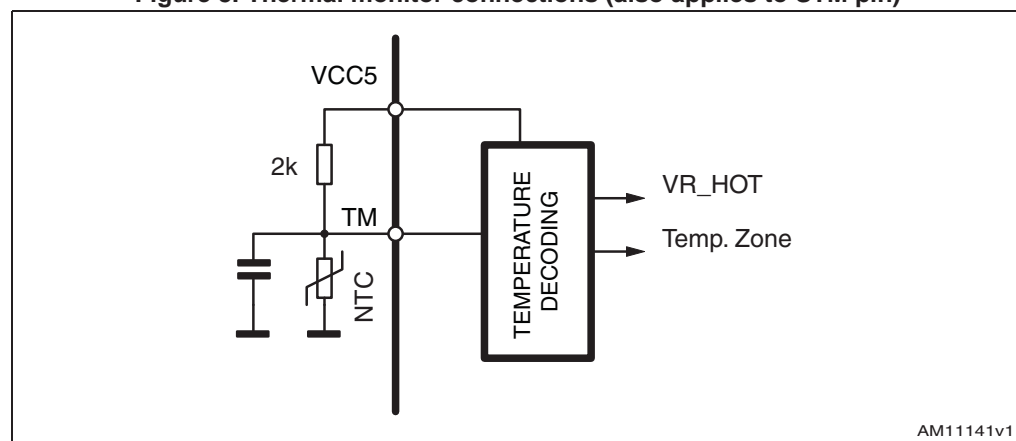 VCC5
2k
TM
NTC
TEMPERATURE
DECODING
VR_HOT
Temp. Zone
AM11141v1